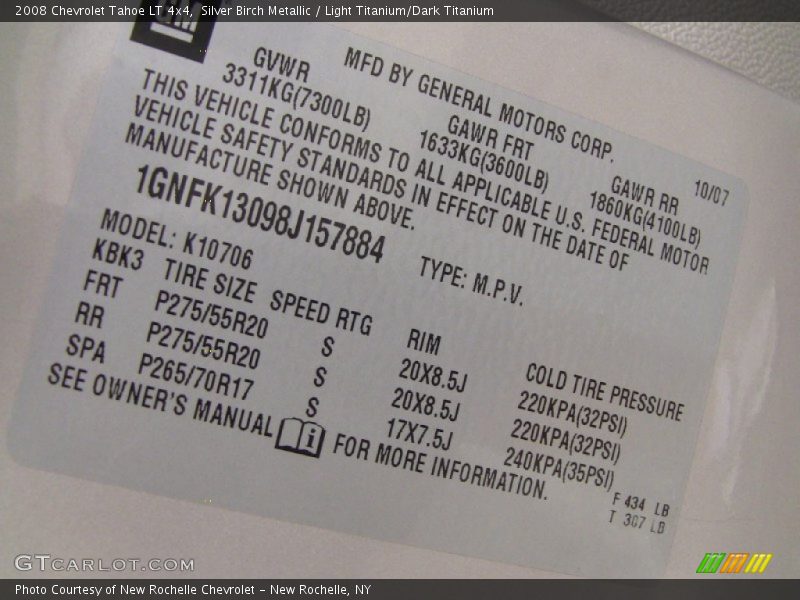 2008 Chevrolet Tahoe LT 4x4, Silver Birch Metallic / Light Titanium/Dark Titanium
GM
MFD BY GENERAL MOTORS CORP.
10/07
GVWR GAWR FRT GAWR RR
3311KG(7300LB) 1633KG(3600LB) 1860KG(4100LB)
THIS VEHICLE CONFORMS TO ALL APPLICABLE U.S. FEDERAL MOTOR
VEHICLE SAFETY STANDARDS IN EFFECT ON THE DATE OF
MANUFACTURE SHOWN ABOVE.
1GNFK13098J157884 TYPE: M.P.V.
MODEL: K10706
KBK3 TIRE SIZE SPEED RTG RIM COLD TIRE PRESSURE
FRT P275/55R20 S 20X8.5J 220KPA(32PSI)
RR P275/55R20 S 20X8.5J 220KPA(32PSI)
SPA P265/70R17 S 17X7.5J 240KPA(35PSI)
SEE OWNER'S MANUAL i FOR MORE INFORMATION.
F 434 LB
T 307 LB
GTCARLOT.COM
Photo Courtesy of New Rochelle Chevrolet - New Rochelle, NY